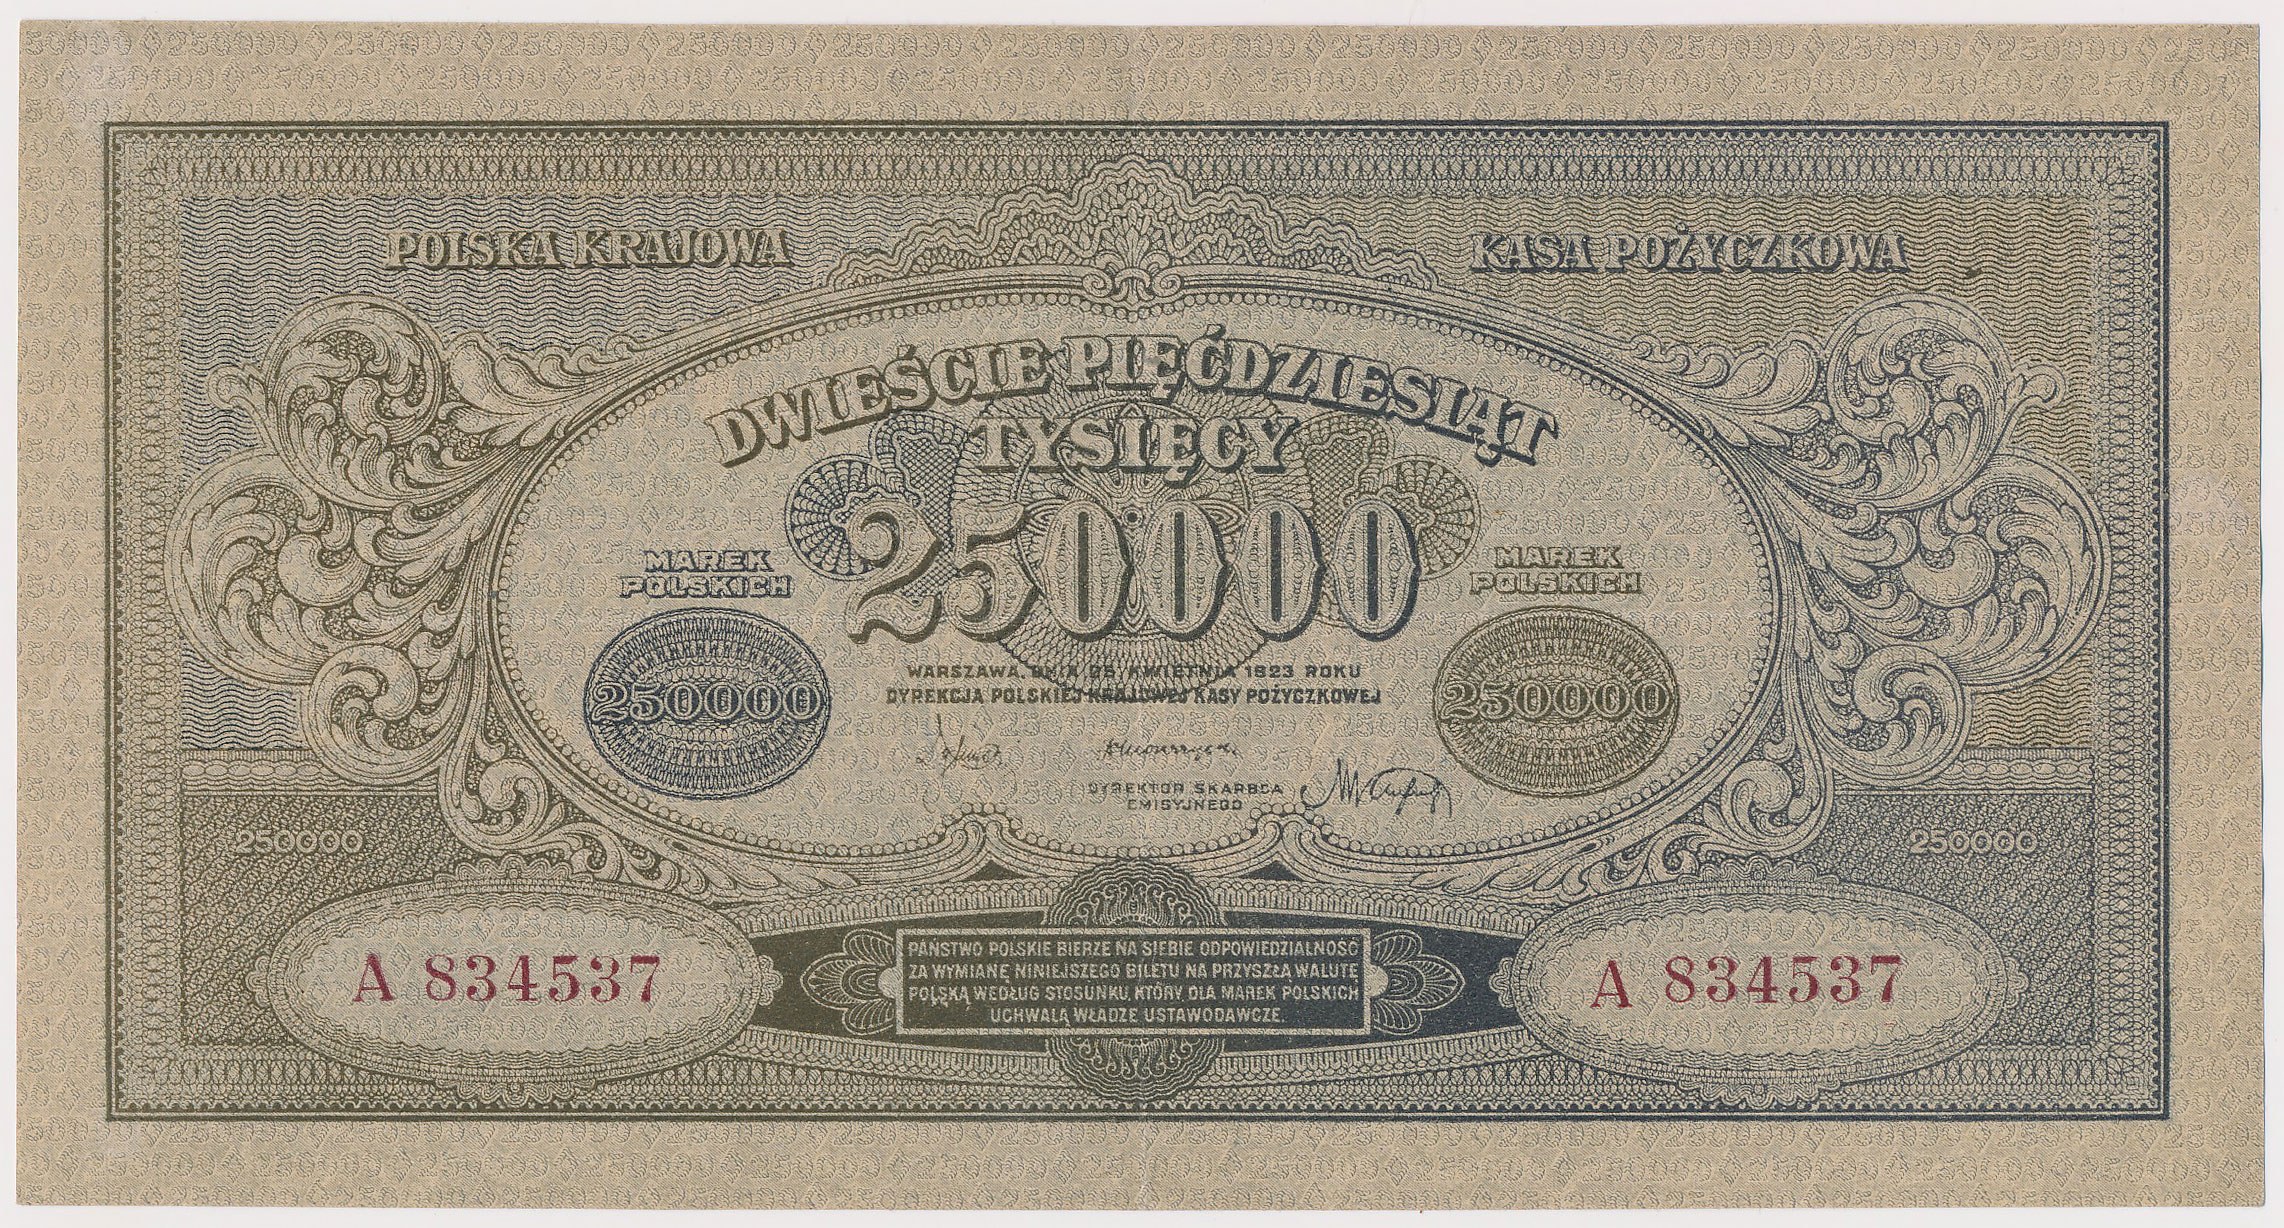 POLSKA KRAJOWA
KASA POŻYCZKOWA
DWIEŚCIE PIĘĆDZIESIĄT
TYSIĘCY
250000
MAREK
POLSKICH
250000
MAREK
POLSKICH
250000
WARSZAWA, DNIA 25 KWIETNIA 1923 ROKU
DYREKCJA POLSKIEJ KRAJOWEJ KASY POŻYCZKOWEJ
DYREKTOR SKARBCA
EMISYJNEGO
250000
250000
A 834537
A 834537
PAŃSTWO POLSKIE BIERZE NA SIEBIE ODPOWIEDZIALNOŚĆ
ZA WYMIANĘ NINIEJSZEGO BILETU NA PRZYSZŁĄ WALUTĘ
POLSKĄ WEDŁUG STOSUNKU, KTÓRY DLA MAREK POLSKICH
UCHWALĄ WŁADZE USTAWODAWCZE.